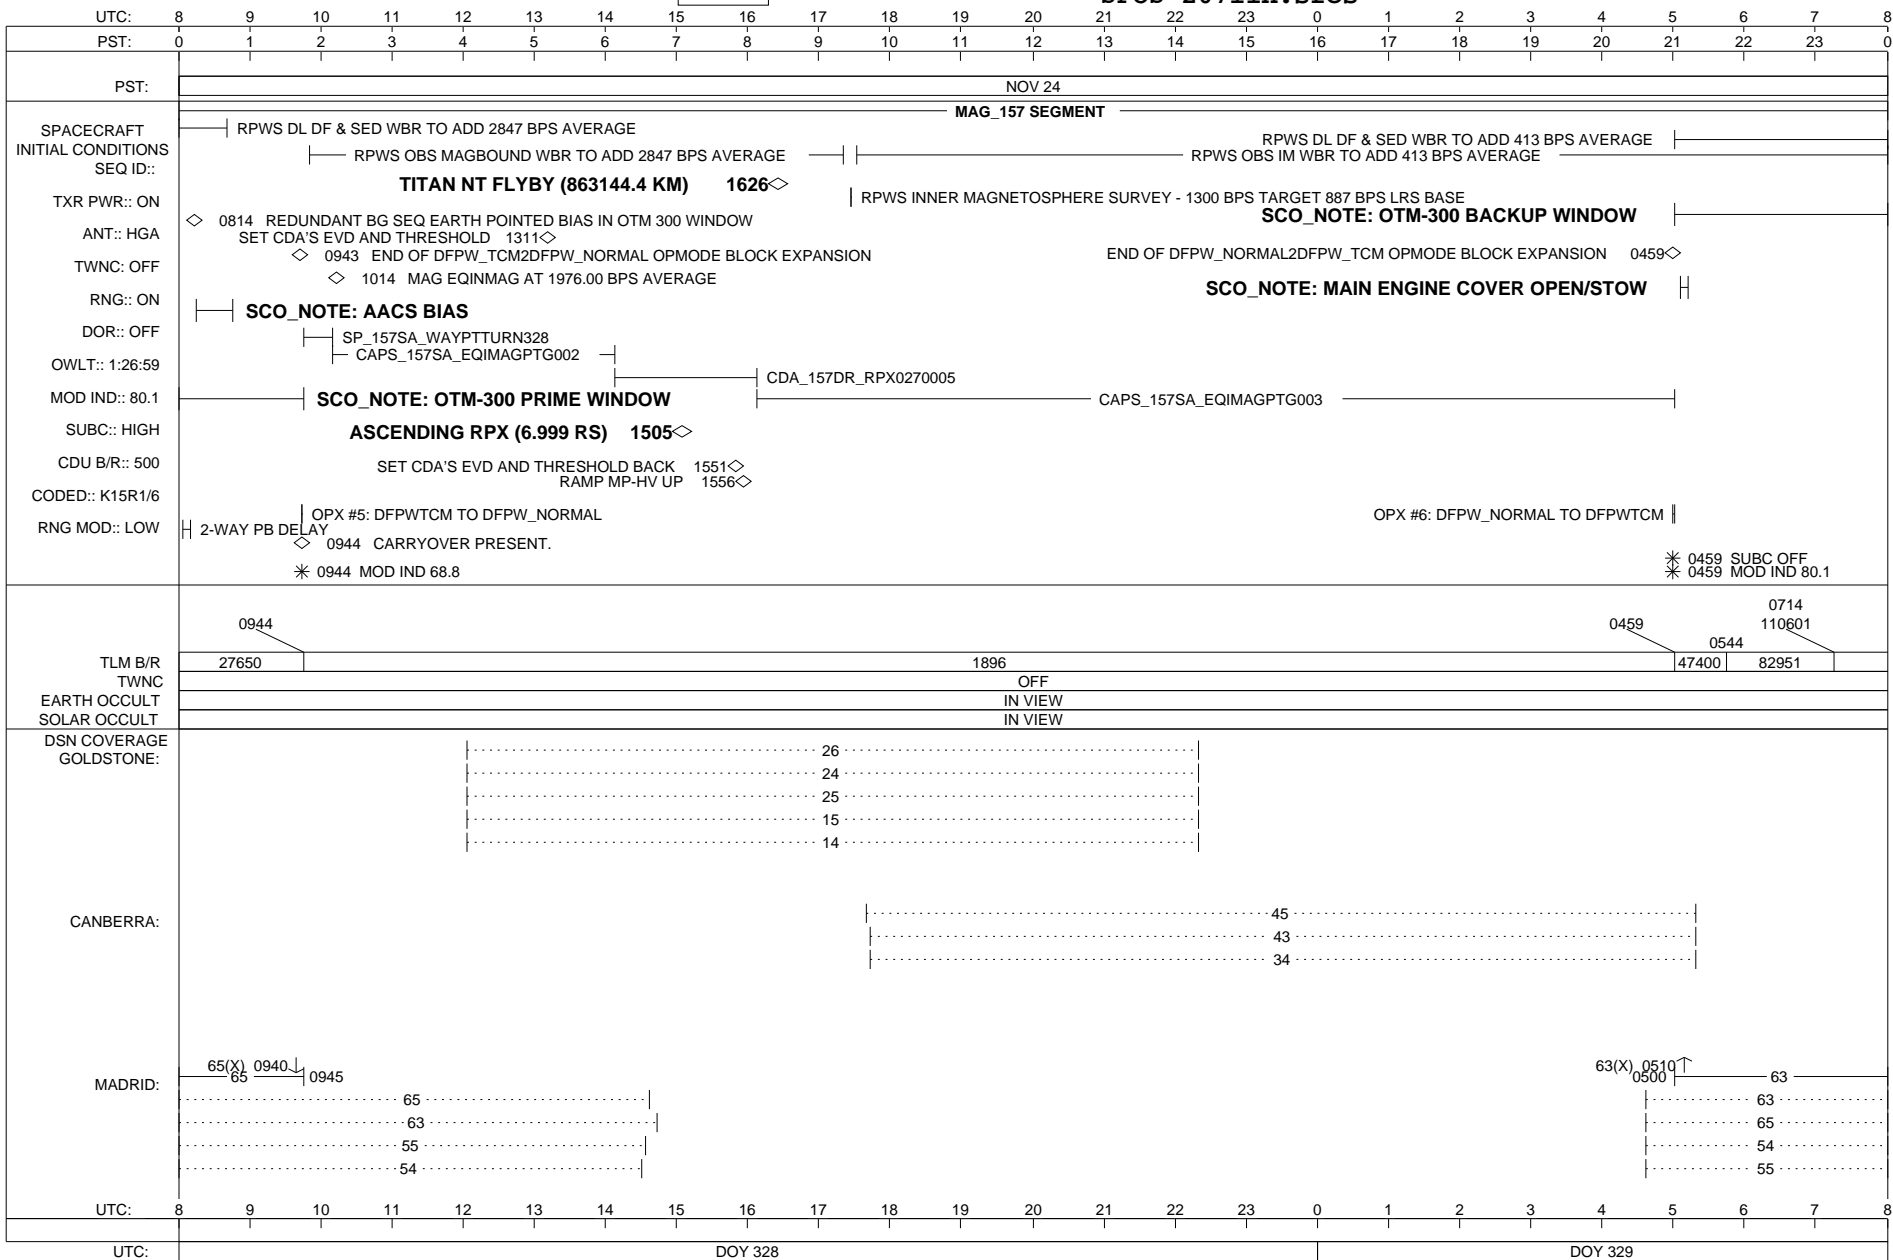 UTC: 8 9 10 11 12 13 14 15 16 17 18 19 20 21 22 23 0 1 2 3 4 5 6 7 8
PST: 0 1 2 3 4 5 6 7 8 9 10 11 12 13 14 15 16 17 18 19 20 21 22 23 0
PST: NOV 24
MAG_157 SEGMENT
SPACECRAFT
INITIAL CONDITIONS
SEQ ID::
TXR PWR:: ON
ANT:: HGA
TWNC: OFF
RNG:: ON
DOR:: OFF
OWLT:: 1:26:59
MOD IND:: 80.1
SUBC:: HIGH
CDU B/R:: 500
CODED:: K15R1/6
RNG MOD:: LOW
RPWS DL DF & SED WBR TO ADD 2847 BPS AVERAGE
RPWS DL DF & SED WBR TO ADD 413 BPS AVERAGE
RPWS OBS MAGBOUND WBR TO ADD 2847 BPS AVERAGE
RPWS OBS IM WBR TO ADD 413 BPS AVERAGE
TITAN NT FLYBY (863144.4 KM) 1626
RPWS INNER MAGNETOSPHERE SURVEY - 1300 BPS TARGET 887 BPS LRS BASE
SCO_NOTE: OTM-300 BACKUP WINDOW
0814 REDUNDANT BG SEQ EARTH POINTED BIAS IN OTM 300 WINDOW
SET CDA'S EVD AND THRESHOLD 1311
0943 END OF DFPW_TCM2DFPW_NORMAL OPMODE BLOCK EXPANSION
END OF DFPW_NORMAL2DFPW_TCM OPMODE BLOCK EXPANSION 0459
1014 MAG EQINMAG AT 1976.00 BPS AVERAGE
SCO_NOTE: MAIN ENGINE COVER OPEN/STOW
SCO_NOTE: AACS BIAS
SP_157SA_WAYPTTURN328
CAPS_157SA_EQIMAGPTG002
CDA_157DR_RPX0270005
SCO_NOTE: OTM-300 PRIME WINDOW
CAPS_157SA_EQIMAGPTG003
ASCENDING RPX (6.999 RS) 1505
SET CDA'S EVD AND THRESHOLD BACK 1551
RAMP MP-HV UP 1556
OPX #5: DFPWTCM TO DFPW_NORMAL
OPX #6: DFPW_NORMAL TO DFPWTCM
2-WAY PB DELAY
0944 CARRYOVER PRESENT.
0459 SUBC OFF
0944 MOD IND 68.8
0459 MOD IND 80.1
0714
0944 0459 110601
0544
TLM B/R 27650 1896 47400 82951
TWNC OFF
EARTH OCCULT IN VIEW
SOLAR OCCULT IN VIEW
DSN COVERAGE
GOLDSTONE:
26
24
25
15
14
CANBERRA:
45
43
34
MADRID:
65(X) 0940
65 0945
63(X) 0510
0500 63
65 63
63 65
55 54
54 55
UTC: 8 9 10 11 12 13 14 15 16 17 18 19 20 21 22 23 0 1 2 3 4 5 6 7 8
UTC: DOY 328 DOY 329